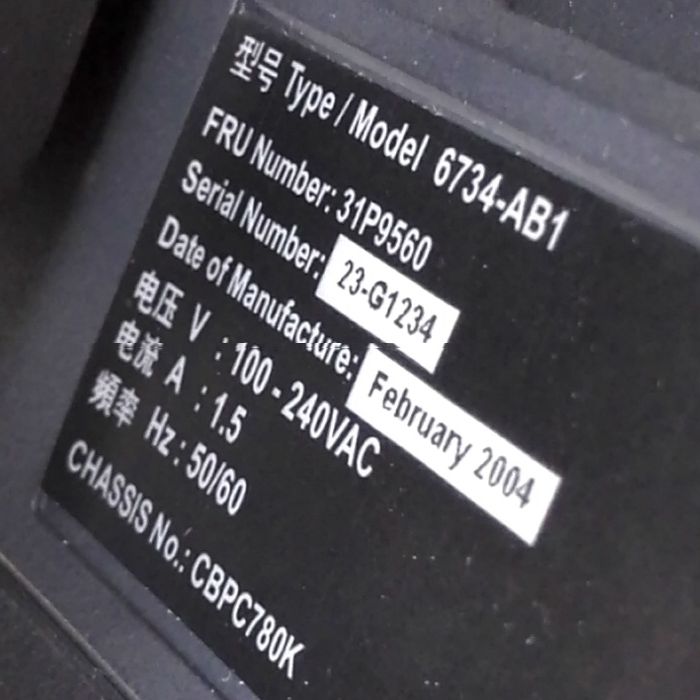 型号 Type / Model 6734-AB1
FRU Number: 31P9560
Serial Number: 23-G1234
Date of Manufacture: February 2004
电压 V : 100 - 240VAC
电流 A : 1.5
频率 Hz : 50/60
CHASSIS No.: CBPC780K